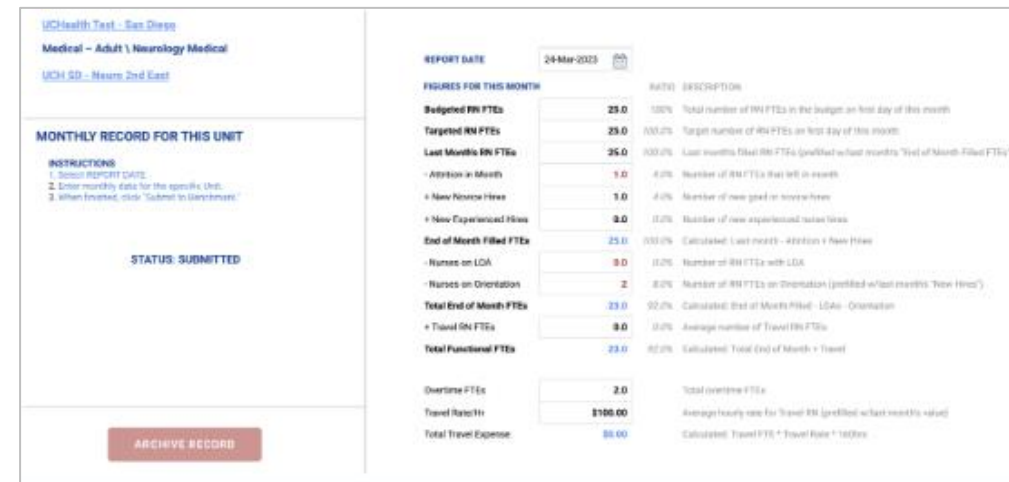 UCHealth Test - San Diego
Medical – Adult \ Neurology Medical
UCH SD - Neuro 2nd East
MONTHLY RECORD FOR THIS UNIT
INSTRUCTIONS
1. Select REPORT DATE
2. Enter monthly data for the specific Unit.
3. When finished, click "Submit to Benchmark."
STATUS: SUBMITTED
ARCHIVE RECORD
REPORT DATE 24-Mar-2023
FIGURES FOR THIS MONTH RATIO DESCRIPTION
Budgeted RN FTEs 25.0 100% Total number of RN FTEs in the budget on first day of this month
Targeted RN FTEs 25.0 100.0% Target number of RN FTEs on first day of this month
Last Months RN FTEs 25.0 100.0% Last months filled RN FTEs (prefilled w/last months "End of Month Filled FTEs"
- Attrition in Month 1.0 4.0% Number of RN FTEs that left in month
+ New Novice Hires 1.0 4.0% Number of new grad or novice hires
+ New Experienced Hires 0.0 0.0% Number of new experienced nurse hires
End of Month Filled FTEs 25.0 100.0% Calculated: Last month - Attrition + New Hires
- Nurses on LOA 0.0 0.0% Number of RN FTEs with LOA
- Nurses on Orientation 2 8.0% Number of RN FTEs on Orientation (prefilled w/last months "New Hires")
Total End of Month FTEs 23.0 92.0% Calculated: End of Month Filled - LOAs - Orientation
+ Travel RN FTEs 0.0 0.0% Average number of Travel RN FTEs
Total Functional FTEs 23.0 92.0% Calculated: Total End of Month + Travel
Overtime FTEs 2.0 Total overtime FTEs
Travel Rate/Hr $100.00 Average hourly rate for Travel RN (prefilled w/last month's value)
Total Travel Expense $0.00 Calculated: Travel FTE * Travel Rate * 160hrs